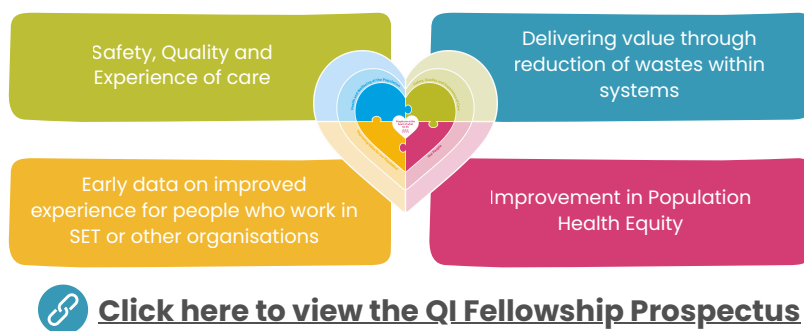 Safety, Quality and
Experience of care
Delivering value through
reduction of wastes within
systems
Early data on improved
experience for people who work in
SET or other organisations
Improvement in Population
Health Equity
Click here to view the QI Fellowship Prospectus